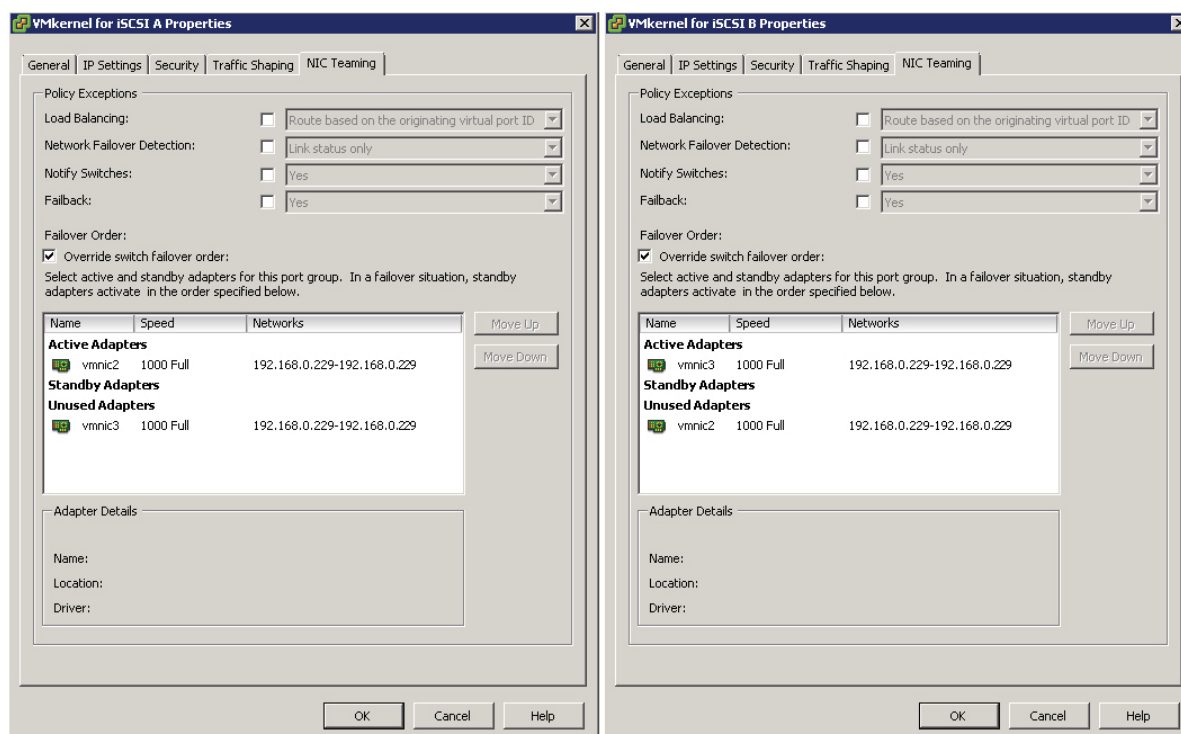 VMkernel for iSCSI A Properties
General IP Settings Security Traffic Shaping NIC Teaming
Policy Exceptions
Load Balancing: Route based on the originating virtual port ID
Network Failover Detection: Link status only
Notify Switches: Yes
Failback: Yes
Failover Order:
Override switch failover order:
Select active and standby adapters for this port group. In a failover situation, standby
adapters activate in the order specified below.
Name Speed Networks Move Up
Active Adapters
vmnic2 1000 Full 192.168.0.229-192.168.0.229 Move Down
Standby Adapters
Unused Adapters
vmnic3 1000 Full 192.168.0.229-192.168.0.229
Adapter Details
Name:
Location:
Driver:
OK Cancel Help
VMkernel for iSCSI B Properties
General IP Settings Security Traffic Shaping NIC Teaming
Policy Exceptions
Load Balancing: Route based on the originating virtual port ID
Network Failover Detection: Link status only
Notify Switches: Yes
Failback: Yes
Failover Order:
Override switch failover order:
Select active and standby adapters for this port group. In a failover situation, standby
adapters activate in the order specified below.
Name Speed Networks Move Up
Active Adapters
vmnic3 1000 Full 192.168.0.229-192.168.0.229 Move Down
Standby Adapters
Unused Adapters
vmnic2 1000 Full 192.168.0.229-192.168.0.229
Adapter Details
Name:
Location:
Driver:
OK Cancel Help